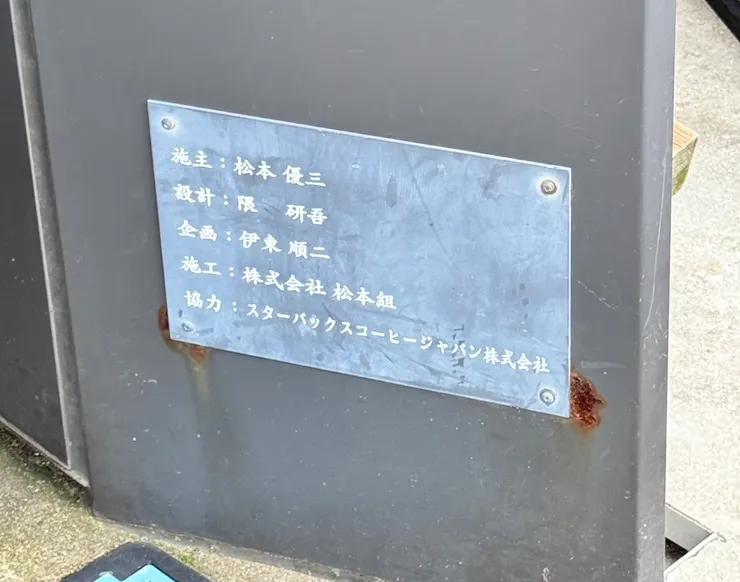 施主：松本 優三
設計：隈　研吾
企画：伊東 順二
施工：株式会社 松本組
協力：スターバックスコーヒージャパン株式会社